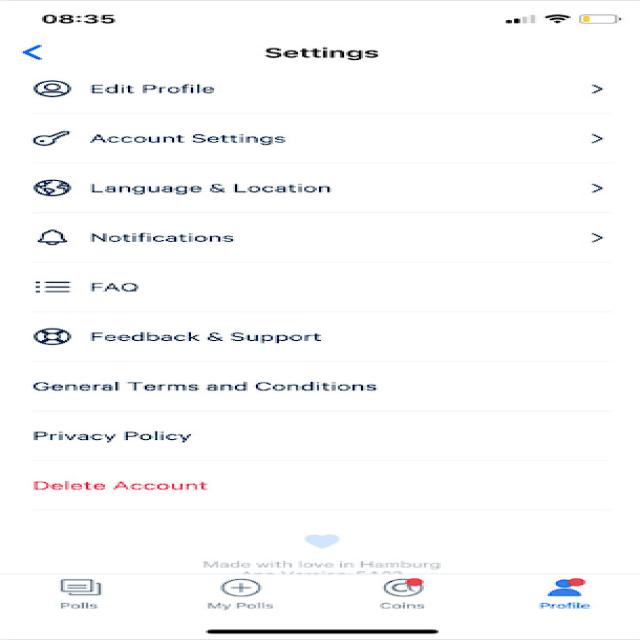 08:35
Settings
Edit Profile
Account Settings
Language & Location
Notifications
FAQ
Feedback & Support
General Terms and Conditions
Privacy Policy
Delete Account
Made with love in Hamburg
Polls
My Polls
Coins
Profile